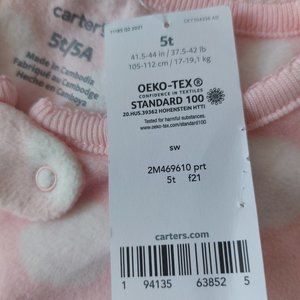 carter's
5t/5A
Made in Cambodia
Fabriqué au Cambodge
Hecho en Camboya
5t
41.5-44 in / 37.5-42 lb
105-112 cm / 17-19,1 kg
OEKO-TEX®
CONFIDENCE IN TEXTILES
STANDARD 100
20.HUS.39362 HOHENSTEIN HTTI
Tested for harmful substances.
www.oeko-tex.com/standard100
SW
2M469610 prt
5t f21
carters.com
1 94135 63852 5